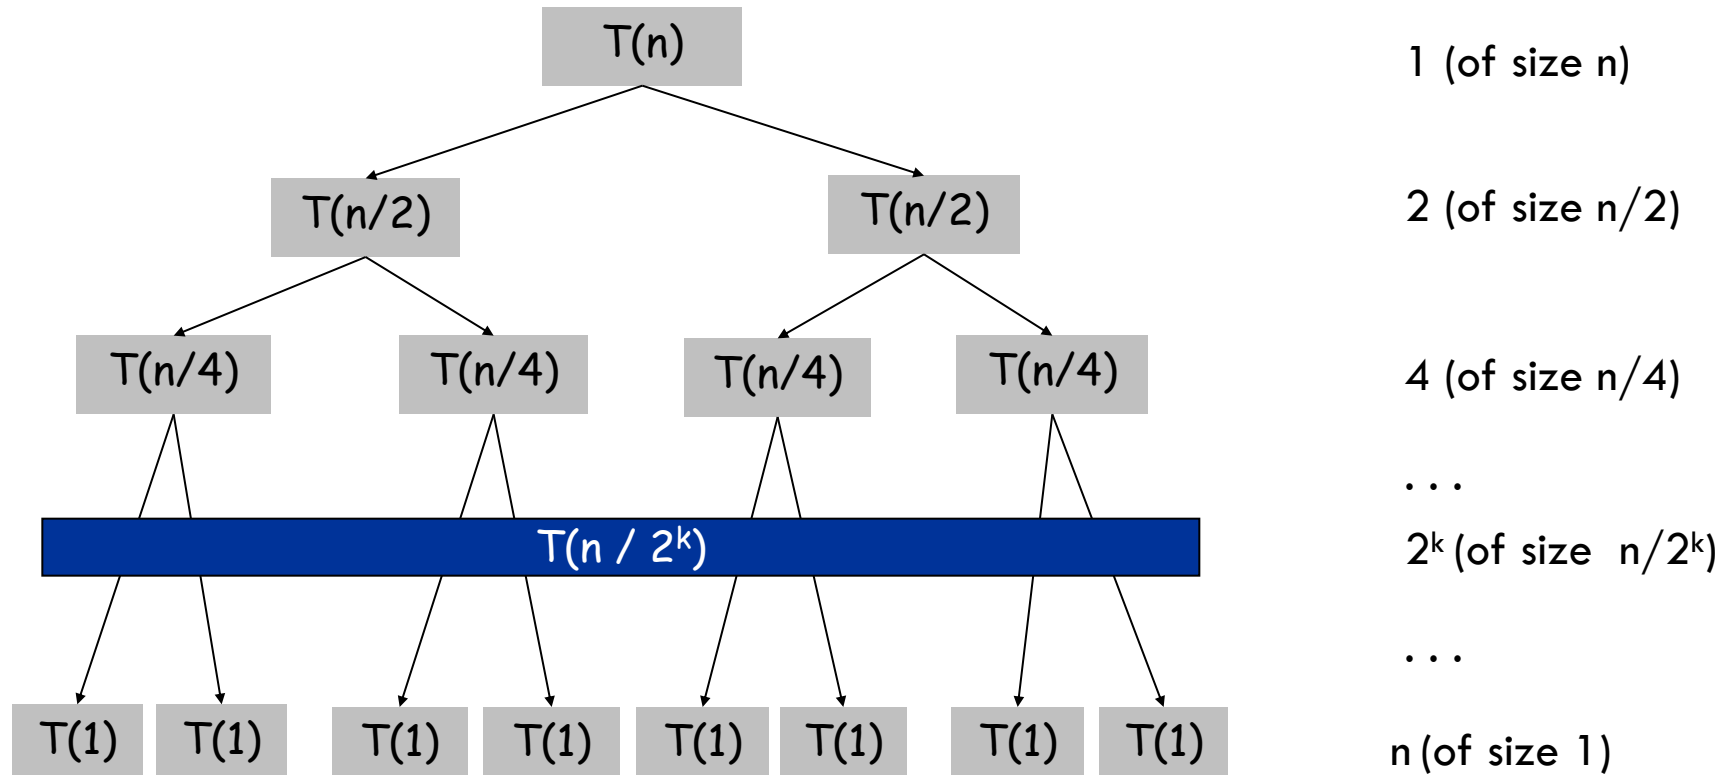 T(n) 1 (of size n)
T(n/2) T(n/2) 2 (of size n/2)
T(n/4) T(n/4) T(n/4) T(n/4) 4 (of size n/4)
. . .
T(n / 2ᵏ) 2ᵏ (of size n/2ᵏ)
. . .
T(1) T(1) T(1) T(1) T(1) T(1) T(1) T(1) n (of size 1)